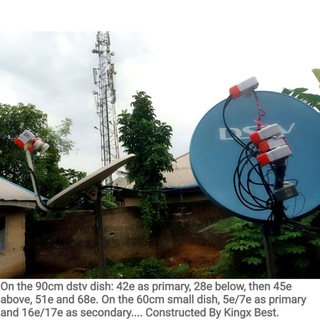 DStv
On the 90cm dstv dish: 42e as primary, 28e below, then 45e
above, 51e and 68e. On the 60cm small dish, 5e/7e as primary
and 16e/17e as secondary.... Constructed By Kingx Best.